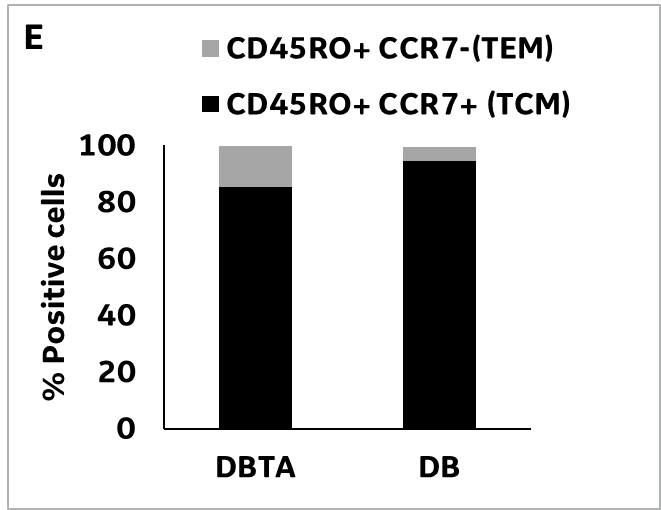 E
CD45RO+ CCR7-(TEM)
CD45RO+ CCR7+ (TCM)
% Positive cells
100
80
60
40
20
0
DBTA DB